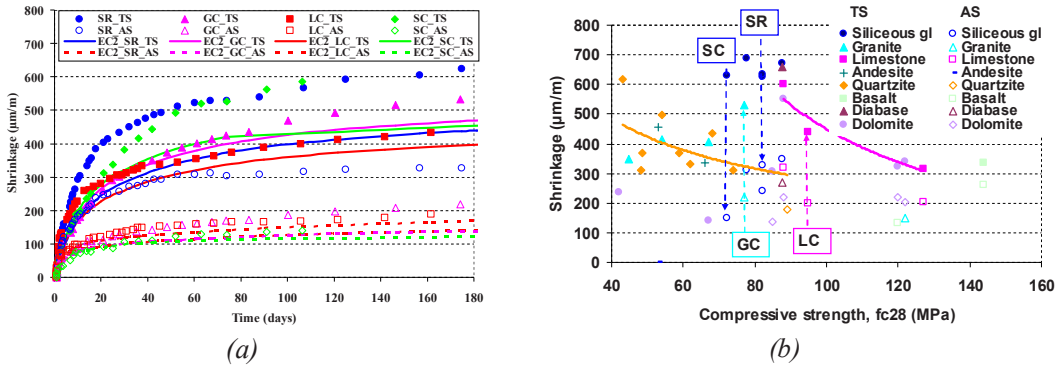 (a)
SR_TS GC_TS LC_TS SC_TS
SR_AS GC_AS LC_AS SC_AS
EC2_SR_TS EC2_GC_TS EC2_LC_TS EC2_SC_TS
EC2_SR_AS EC2_GC_AS EC2_LC_AS EC2_SC_AS
Shrinkage (µm/m)
800
700
600
500
400
300
200
100
0
0 20 40 60 80 100 120 140 160 180
Time (days)
(a)
(b)
TS AS
Siliceous gl Siliceous gl
Granite Granite
Limestone Limestone
Andesite Andesite
Quartzite Quartzite
Basalt Basalt
Diabase Diabase
Dolomite Dolomite
SR
SC
GC
LC
Shrinkage (µm/m)
800
700
600
500
400
300
200
100
0
40 60 80 100 120 140 160
Compressive strength, fc28 (MPa)
(b)